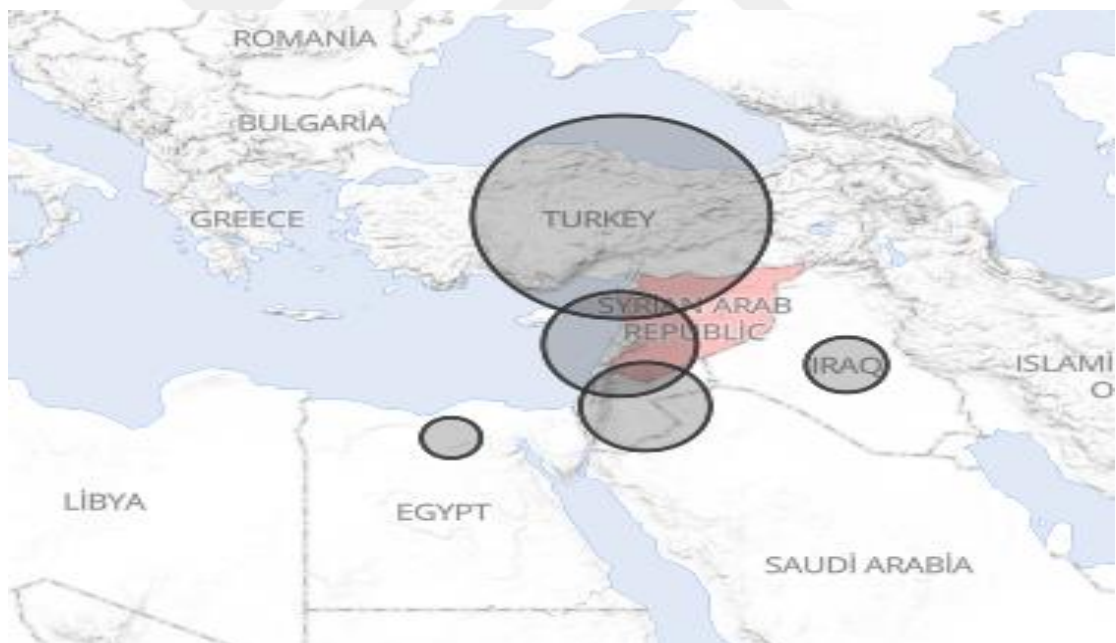 ROMANİA
BULGARİA
GREECE
TURKEY
SYRIAN ARAB
REPUBLIC
IRAQ
ISLAMİ
O
LİBYA
EGYPT
SAUDİ ARABİA